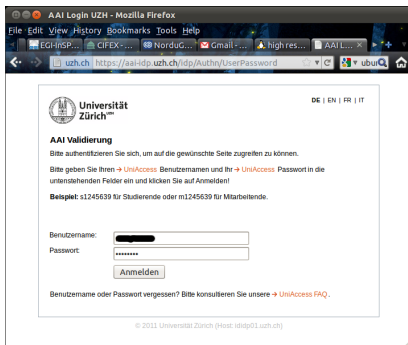 AAI Login UZH - Mozilla Firefox
File Edit View History Bookmarks Tools Help
EGI-InSP... CIFEX-... NorduG... Gmail -... high res... AAI L...
uzh.ch https://aai-idp.uzh.ch/idp/Authn/UserPassword
Universität
Zürich UZH
DE | EN | FR | IT
AAI Validierung
Bitte authentifizieren Sie sich, um auf die gewünschte Seite zugreifen zu können.
Bitte geben Sie Ihren → UniAccess Benutzernamen und Ihr → UniAccess Passwort in die
untenstehenden Felder ein und klicken Sie auf Anmelden!
Beispiel: s1245639 für Studierende oder m1245639 für Mitarbeitende.
Benutzername:
Passwort:
Anmelden
Benutzername oder Passwort vergessen? Bitte konsultieren Sie unsere → UniAccess FAQ.
© 2011 Universität Zürich (Host: ididp01.uzh.ch)